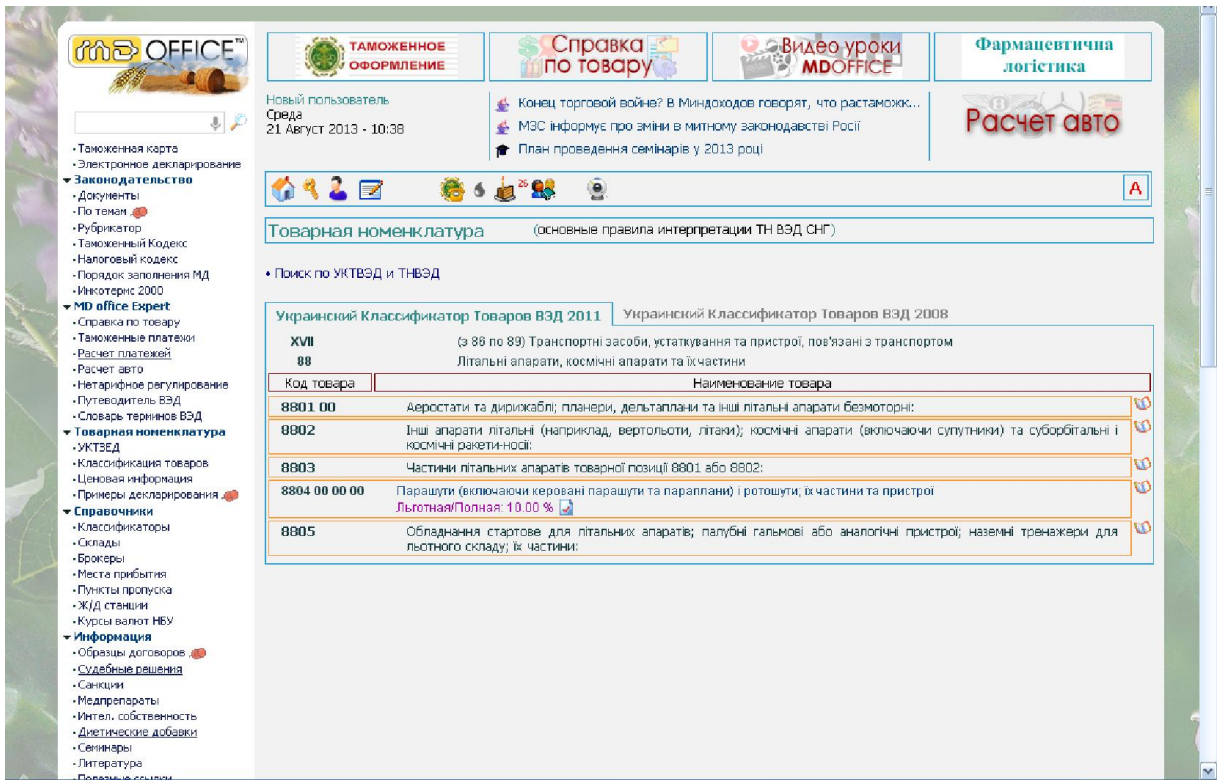 MD OFFICE™
ТАМОЖЕННОЕ
ОФОРМЛЕНИЕ
Справка
по товару
Видео уроки
MDOFFICE
Фармацевтична
логістика
Новый пользователь
Среда
21 Август 2013 - 10:38
Конец торговой войне? В Миндоходов говорят, что растаможк...
МЗС інформує про зміни в митному законодавстві Росії
План проведення семінарів у 2013 році
Расчет авто
Таможенная карта
Электронное декларирование
Законодательство
Документы
По темам
Рубрикатор
Таможенный Кодекс
Налоговый кодекс
Порядок заполнения МД
Инкотермс 2000
MD office Expert
Справка по товару
Таможенные платежи
Расчет платежей
Расчет авто
Нетарифное регулирование
Путеводитель ВЭД
Словарь терминов ВЭД
Товарная номенклатура
УКТЗЕД
Классификация товаров
Ценовая информация
Примеры декларирования
Справочники
Классификаторы
Склады
Брокеры
Места прибытия
Пункты пропуска
Ж/Д станции
Курсы валют НБУ
Информация
Образцы договоров
Судебные решения
Санкции
Медпрепараты
Интел. собственность
Диетические добавки
Семинары
Литература
Полезные ссылки
26
А
Товарная номенклатура (основные правила интерпретации ТН ВЭД СНГ)
• Поиск по УКТВЭД и ТНВЭД
Украинский Классификатор Товаров ВЭД 2011 Украинский Классификатор Товаров ВЭД 2008
XVII (з 86 по 89) Транспортні засоби, устаткування та пристрої, пов'язані з транспортом
88 Літальні апарати, космічні апарати та їх частини
Код товара Наименование товара
8801 00 Аеростати та дирижаблі; планери, дельтаплани та інші літальні апарати безмоторні:
8802 Інші апарати літальні (наприклад, вертольоти, літаки); космічні апарати (включаючи супутники) та суборбітальні і
космічні ракети-носії:
8803 Частини літальних апаратів товарної позиції 8801 або 8802:
8804 00 00 00 Парашути (включаючи керовані парашути та параплани) і ротошути; їх частини та пристрої
Льготная/Полная: 10.00 %
8805 Обладнання стартове для літальних апаратів; палубні гальмові або аналогічні пристрої; наземні тренажери для
льотного складу; їх частини: